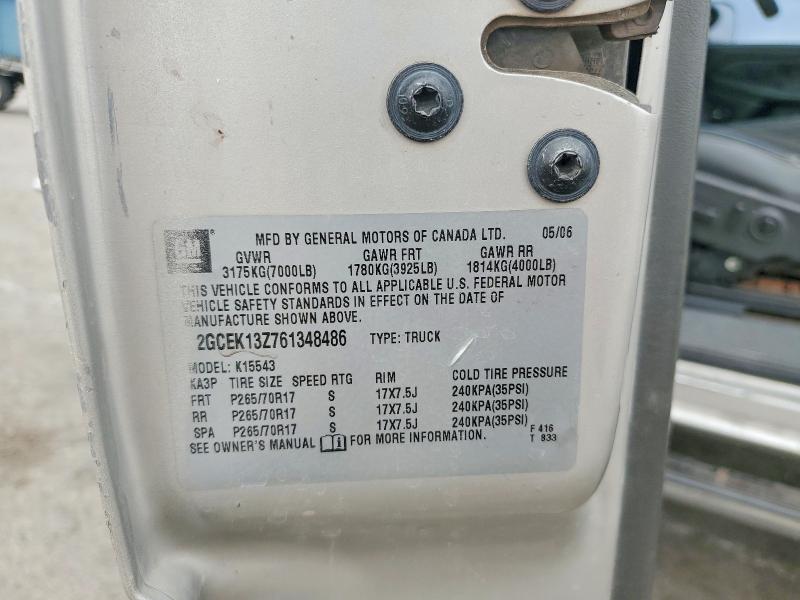 GM
MFD BY GENERAL MOTORS OF CANADA LTD. 05/06
GVWR GAWR FRT GAWR RR
3175KG(7000LB) 1780KG(3925LB) 1814KG(4000LB)
THIS VEHICLE CONFORMS TO ALL APPLICABLE U.S. FEDERAL MOTOR
VEHICLE SAFETY STANDARDS IN EFFECT ON THE DATE OF
MANUFACTURE SHOWN ABOVE.
2GCEK13Z761348486 TYPE: TRUCK
MODEL: K15543
KA3P TIRE SIZE SPEED RTG RIM COLD TIRE PRESSURE
FRT P265/70R17 S 17X7.5J 240KPA(35PSI)
RR P265/70R17 S 17X7.5J 240KPA(35PSI)
SPA P265/70R17 S 17X7.5J 240KPA(35PSI)
SEE OWNER'S MANUAL FOR MORE INFORMATION.
F 416
T 833